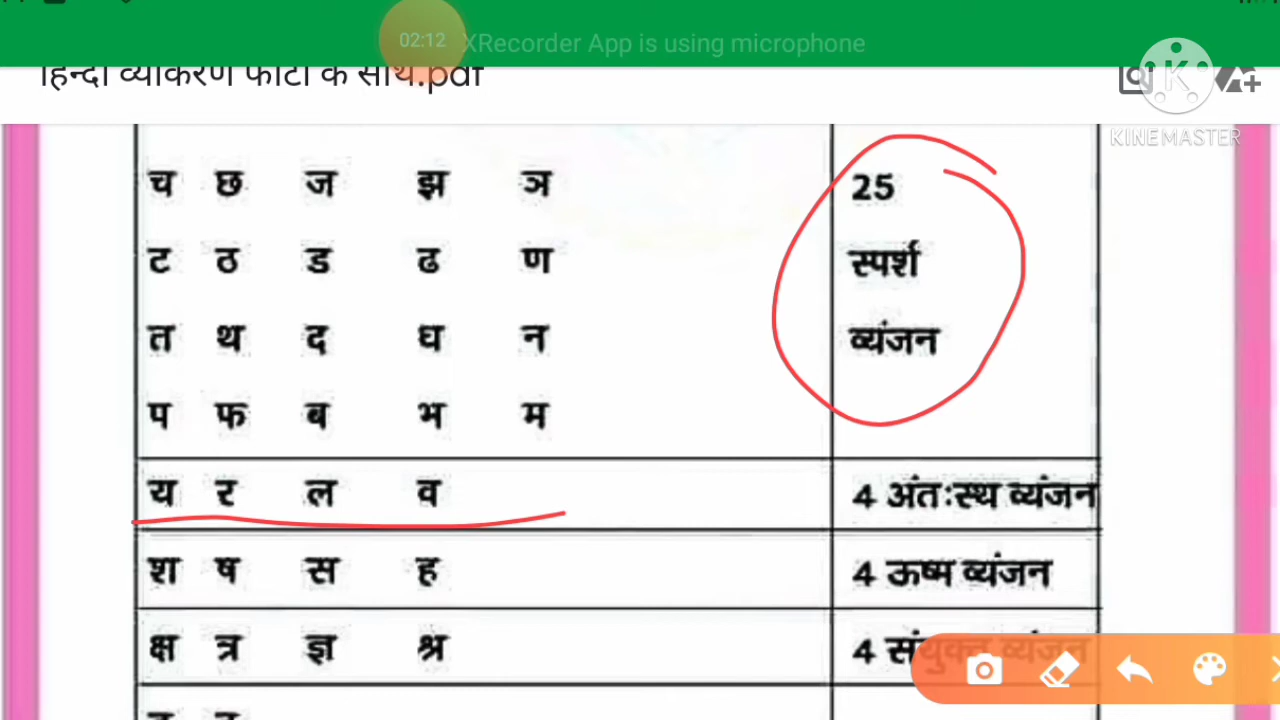 02:12 XRecorder App is using microphone
हिन्दी व्याकरण फोटो के साथ.pdf
KINEMASTER
च छ ज झ ञ 25
ट ठ ड ढ ण स्पर्श
त थ द ध न व्यंजन
प फ ब भ म
य र ल व 4 अंतःस्थ व्यंजन
श ष स ह 4 ऊष्म व्यंजन
क्ष त्र ज्ञ श्र 4 संयुक्त व्यंजन